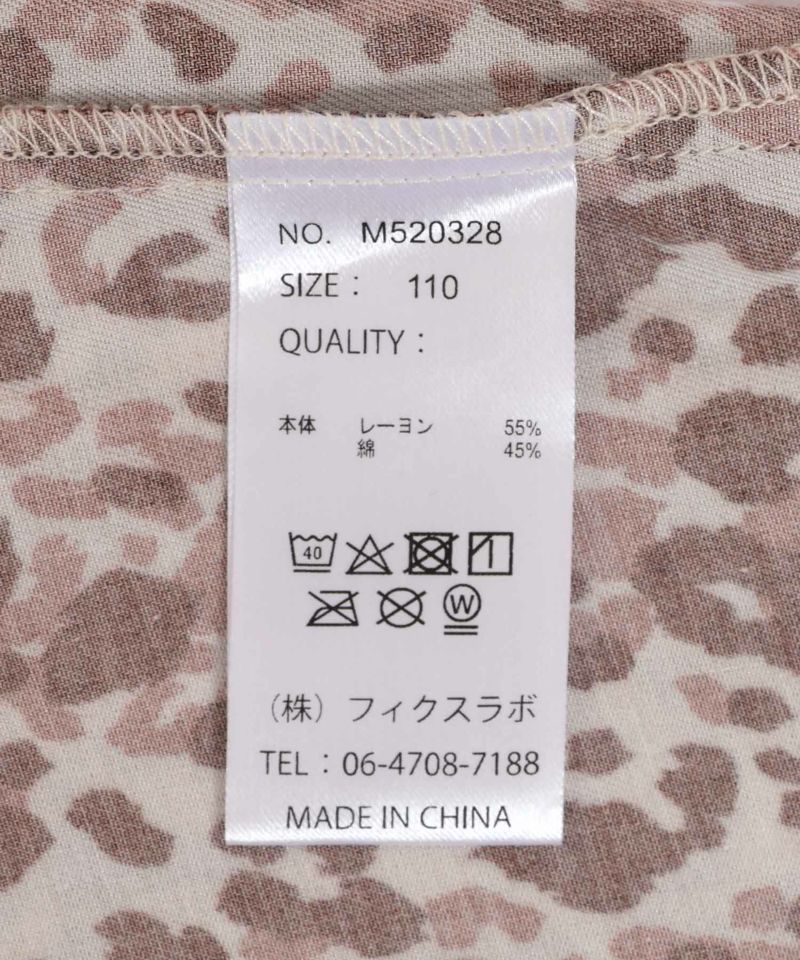 NO. M520328
SIZE： 110
QUALITY：
本体 レーヨン 55%
綿 45%
40
W
（株）フィクスラボ
TEL：06-4708-7188
MADE IN CHINA